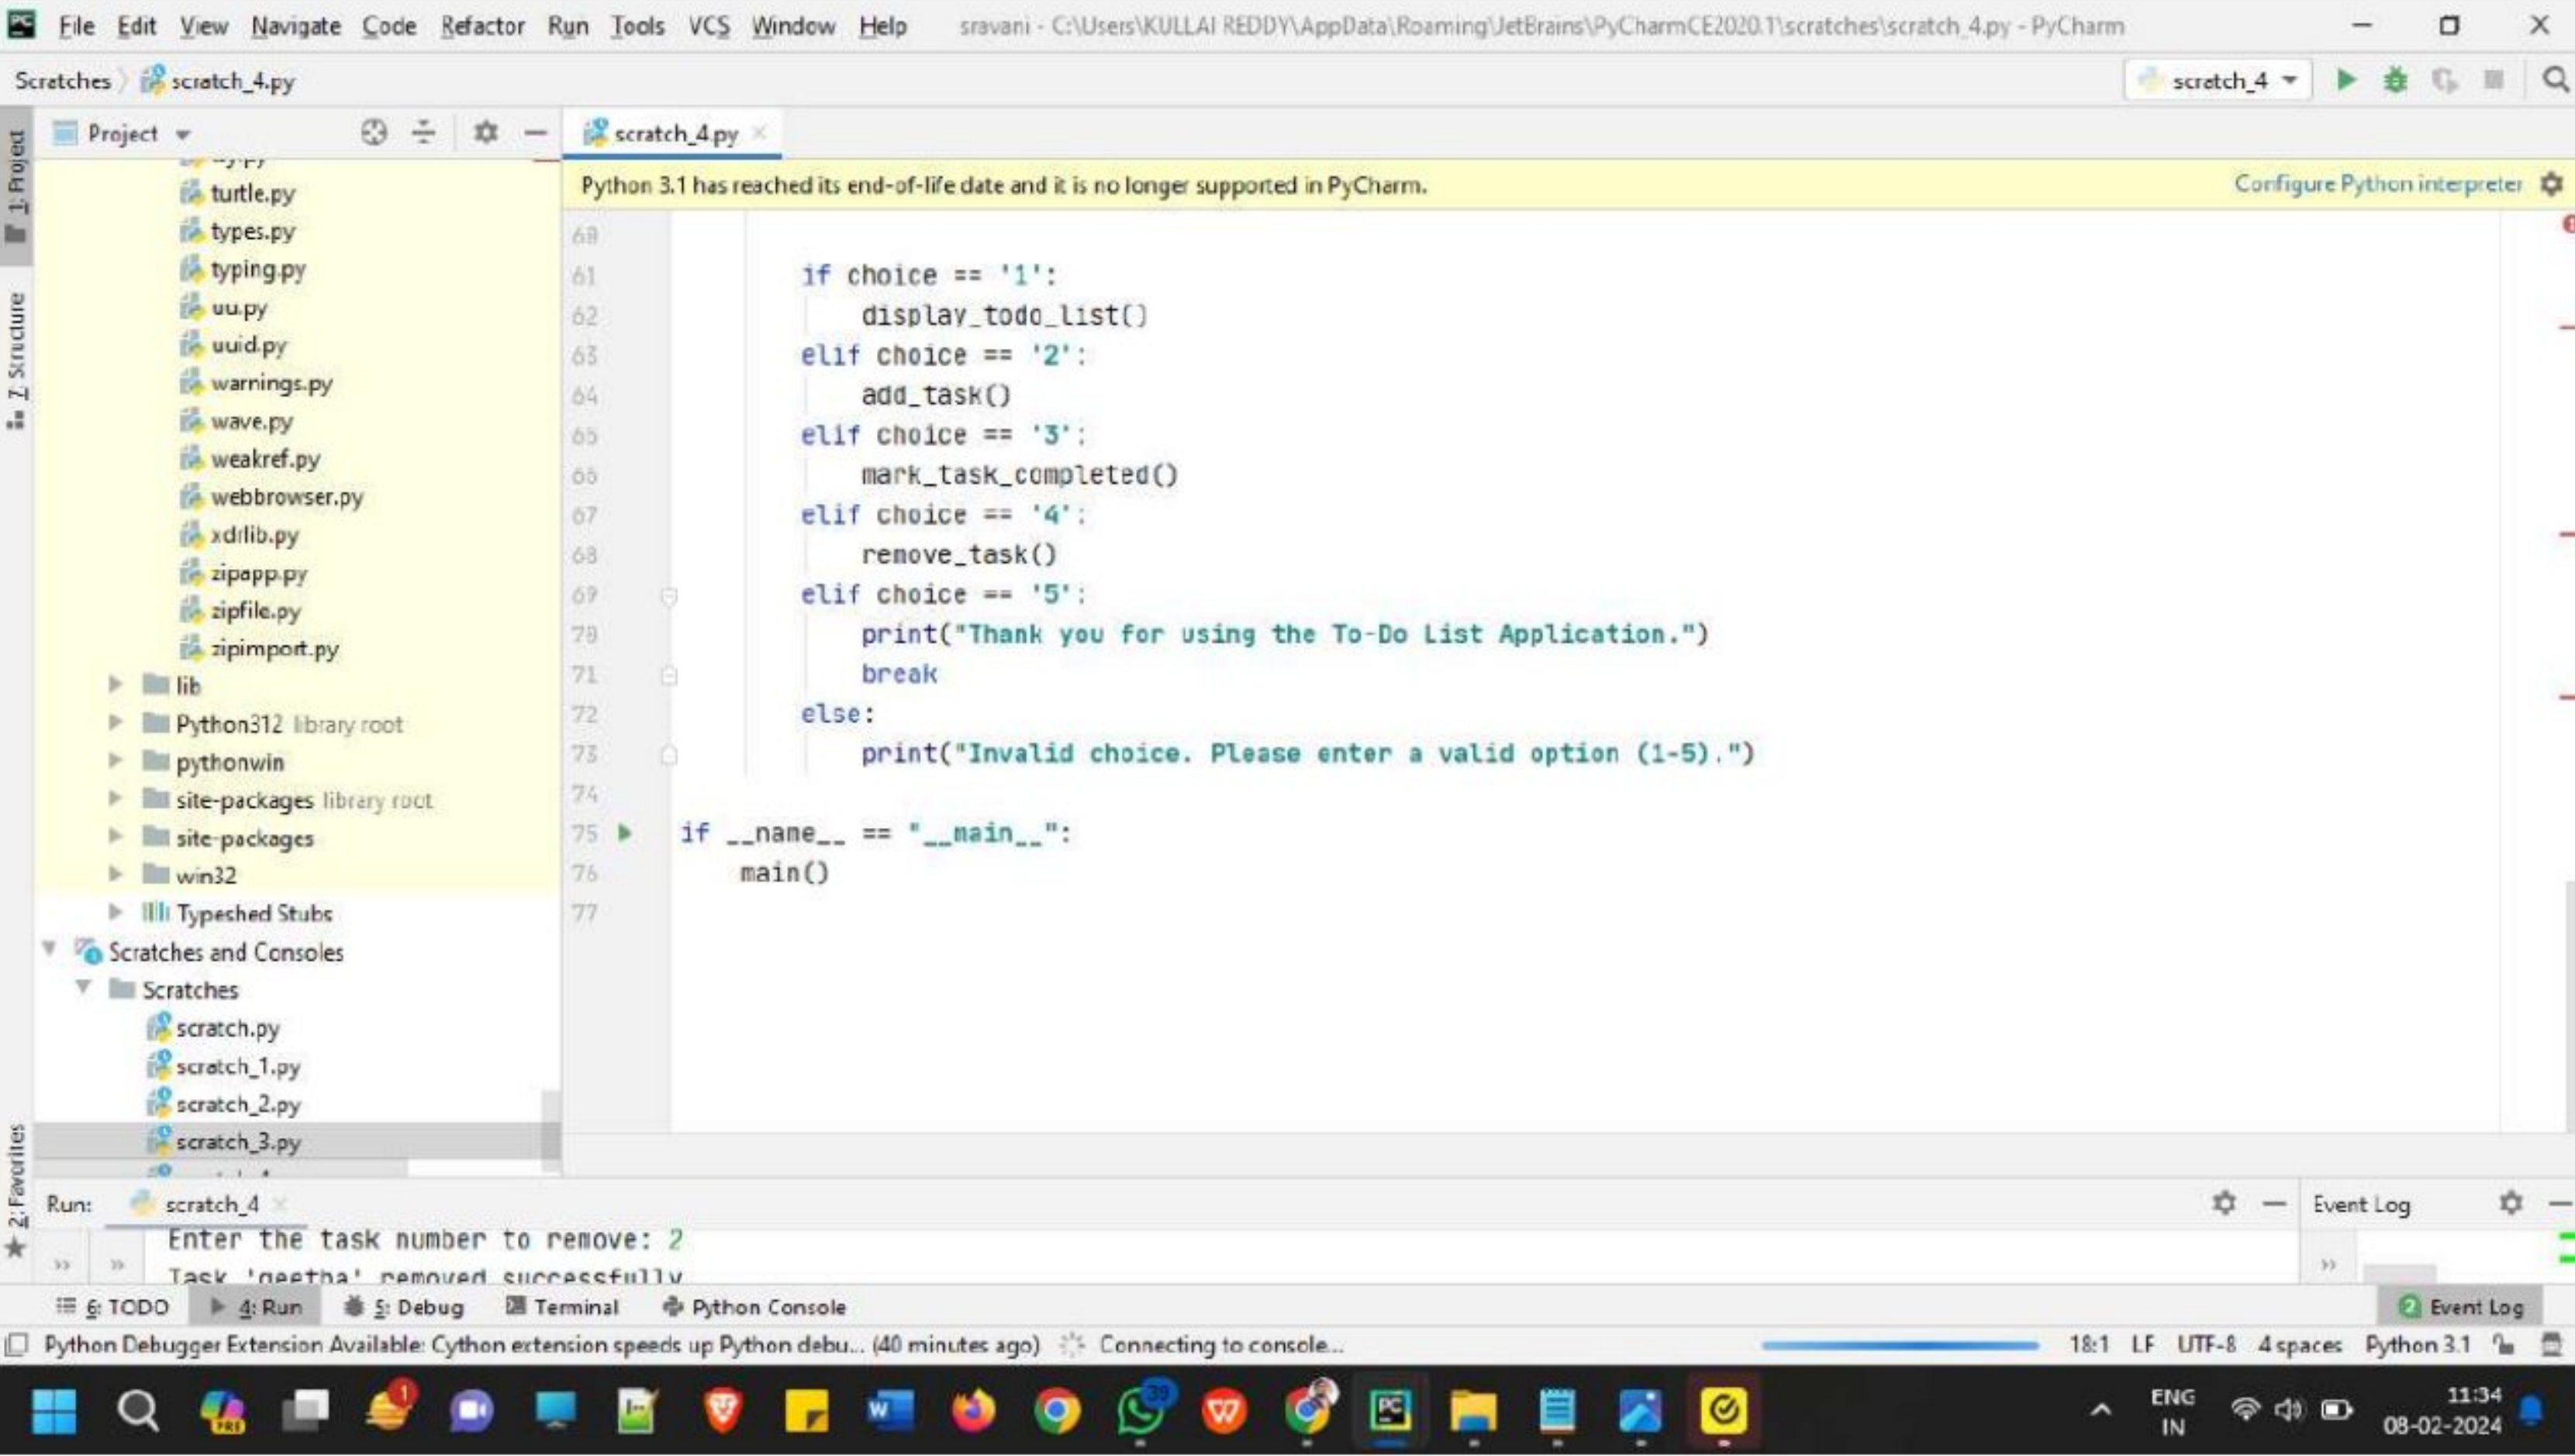 File Edit View Navigate Code Refactor Run Tools VCS Window Help sravani - C:\Users\KULLAI REDDY\AppData\Roaming\JetBrains\PyCharmCE2020.1\scratches\scratch_4.py - PyCharm
Scratches scratch_4.py
scratch_4
1: Project
7: Structure
2: Favorites
Project
turtle.py
types.py
typing.py
uu.py
uuid.py
warnings.py
wave.py
weakref.py
webbrowser.py
xdrlib.py
zipapp.py
zipfile.py
zipimport.py
lib
Python312 library root
pythonwin
site-packages library root
site-packages
win32
Typeshed Stubs
Scratches and Consoles
Scratches
scratch.py
scratch_1.py
scratch_2.py
scratch_3.py
scratch_4.py
Python 3.1 has reached its end-of-life date and it is no longer supported in PyCharm. Configure Python interpreter
60
61 if choice == '1':
62 display_todo_list()
63 elif choice == '2':
64 add_task()
65 elif choice == '3':
66 mark_task_completed()
67 elif choice == '4':
68 remove_task()
69 elif choice == '5':
70 print("Thank you for using the To-Do List Application.")
71 break
72 else:
73 print("Invalid choice. Please enter a valid option (1-5).")
74
75 if __name__ == "__main__":
76 main()
77
Run: scratch_4
Event Log
Enter the task number to remove: 2
Task 'geetha' removed successfully
6: TODO 4: Run 5: Debug Terminal Python Console 2 Event Log
Python Debugger Extension Available: Cython extension speeds up Python debu... (40 minutes ago) Connecting to console... 18:1 LF UTF-8 4 spaces Python 3.1
PRE 1 W 39 PC
ENG
IN
11:34
08-02-2024